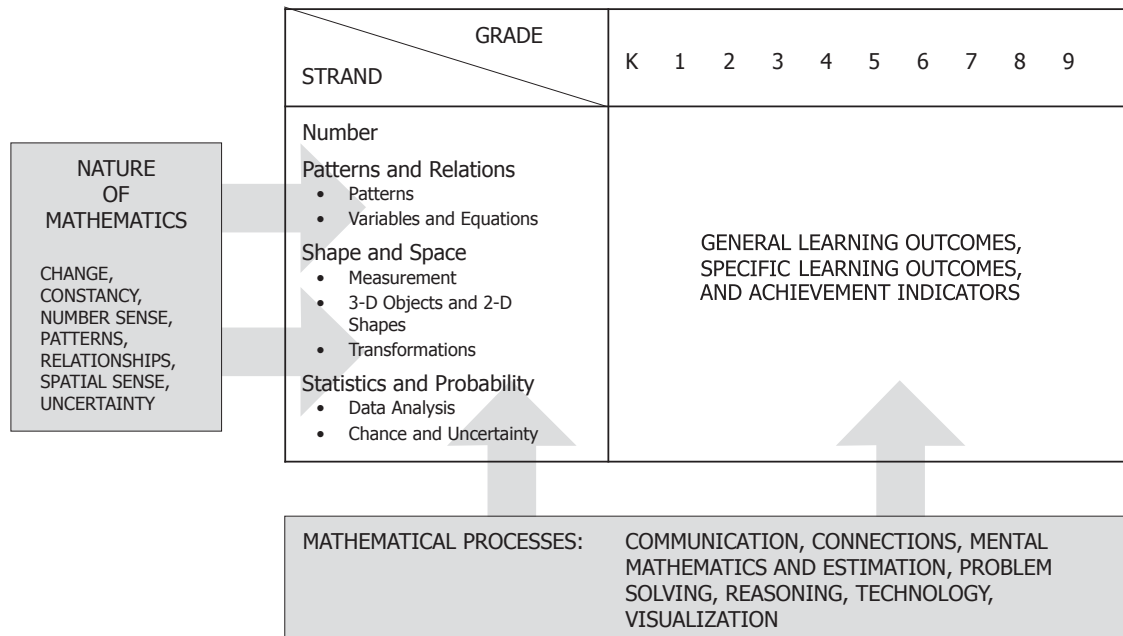 GRADE
STRAND
K 1 2 3 4 5 6 7 8 9
NATURE
OF
MATHEMATICS
CHANGE,
CONSTANCY,
NUMBER SENSE,
PATTERNS,
RELATIONSHIPS,
SPATIAL SENSE,
UNCERTAINTY
Number
Patterns and Relations
• Patterns
• Variables and Equations
Shape and Space
• Measurement
• 3-D Objects and 2-D
Shapes
• Transformations
Statistics and Probability
• Data Analysis
• Chance and Uncertainty
GENERAL LEARNING OUTCOMES,
SPECIFIC LEARNING OUTCOMES,
AND ACHIEVEMENT INDICATORS
MATHEMATICAL PROCESSES: COMMUNICATION, CONNECTIONS, MENTAL
MATHEMATICS AND ESTIMATION, PROBLEM
SOLVING, REASONING, TECHNOLOGY,
VISUALIZATION